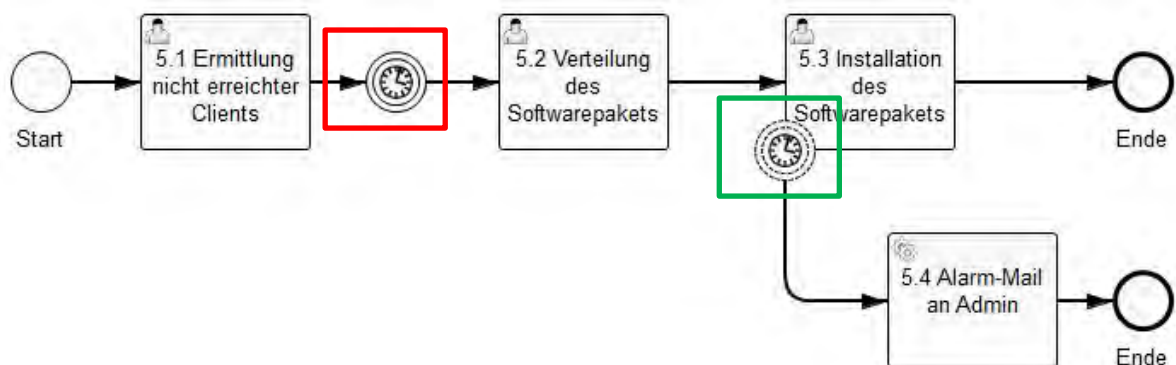 5.1 Ermittlung
nicht erreichter
Clients
5.2 Verteilung
des
Softwarepakets
5.3 Installation
des
Softwarepakets
Start
Ende
5.4 Alarm-Mail
an Admin
Ende